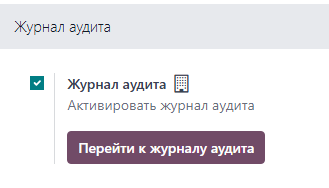 Журнал аудита
Журнал аудита
Активировать журнал аудита
Перейти к журналу аудита